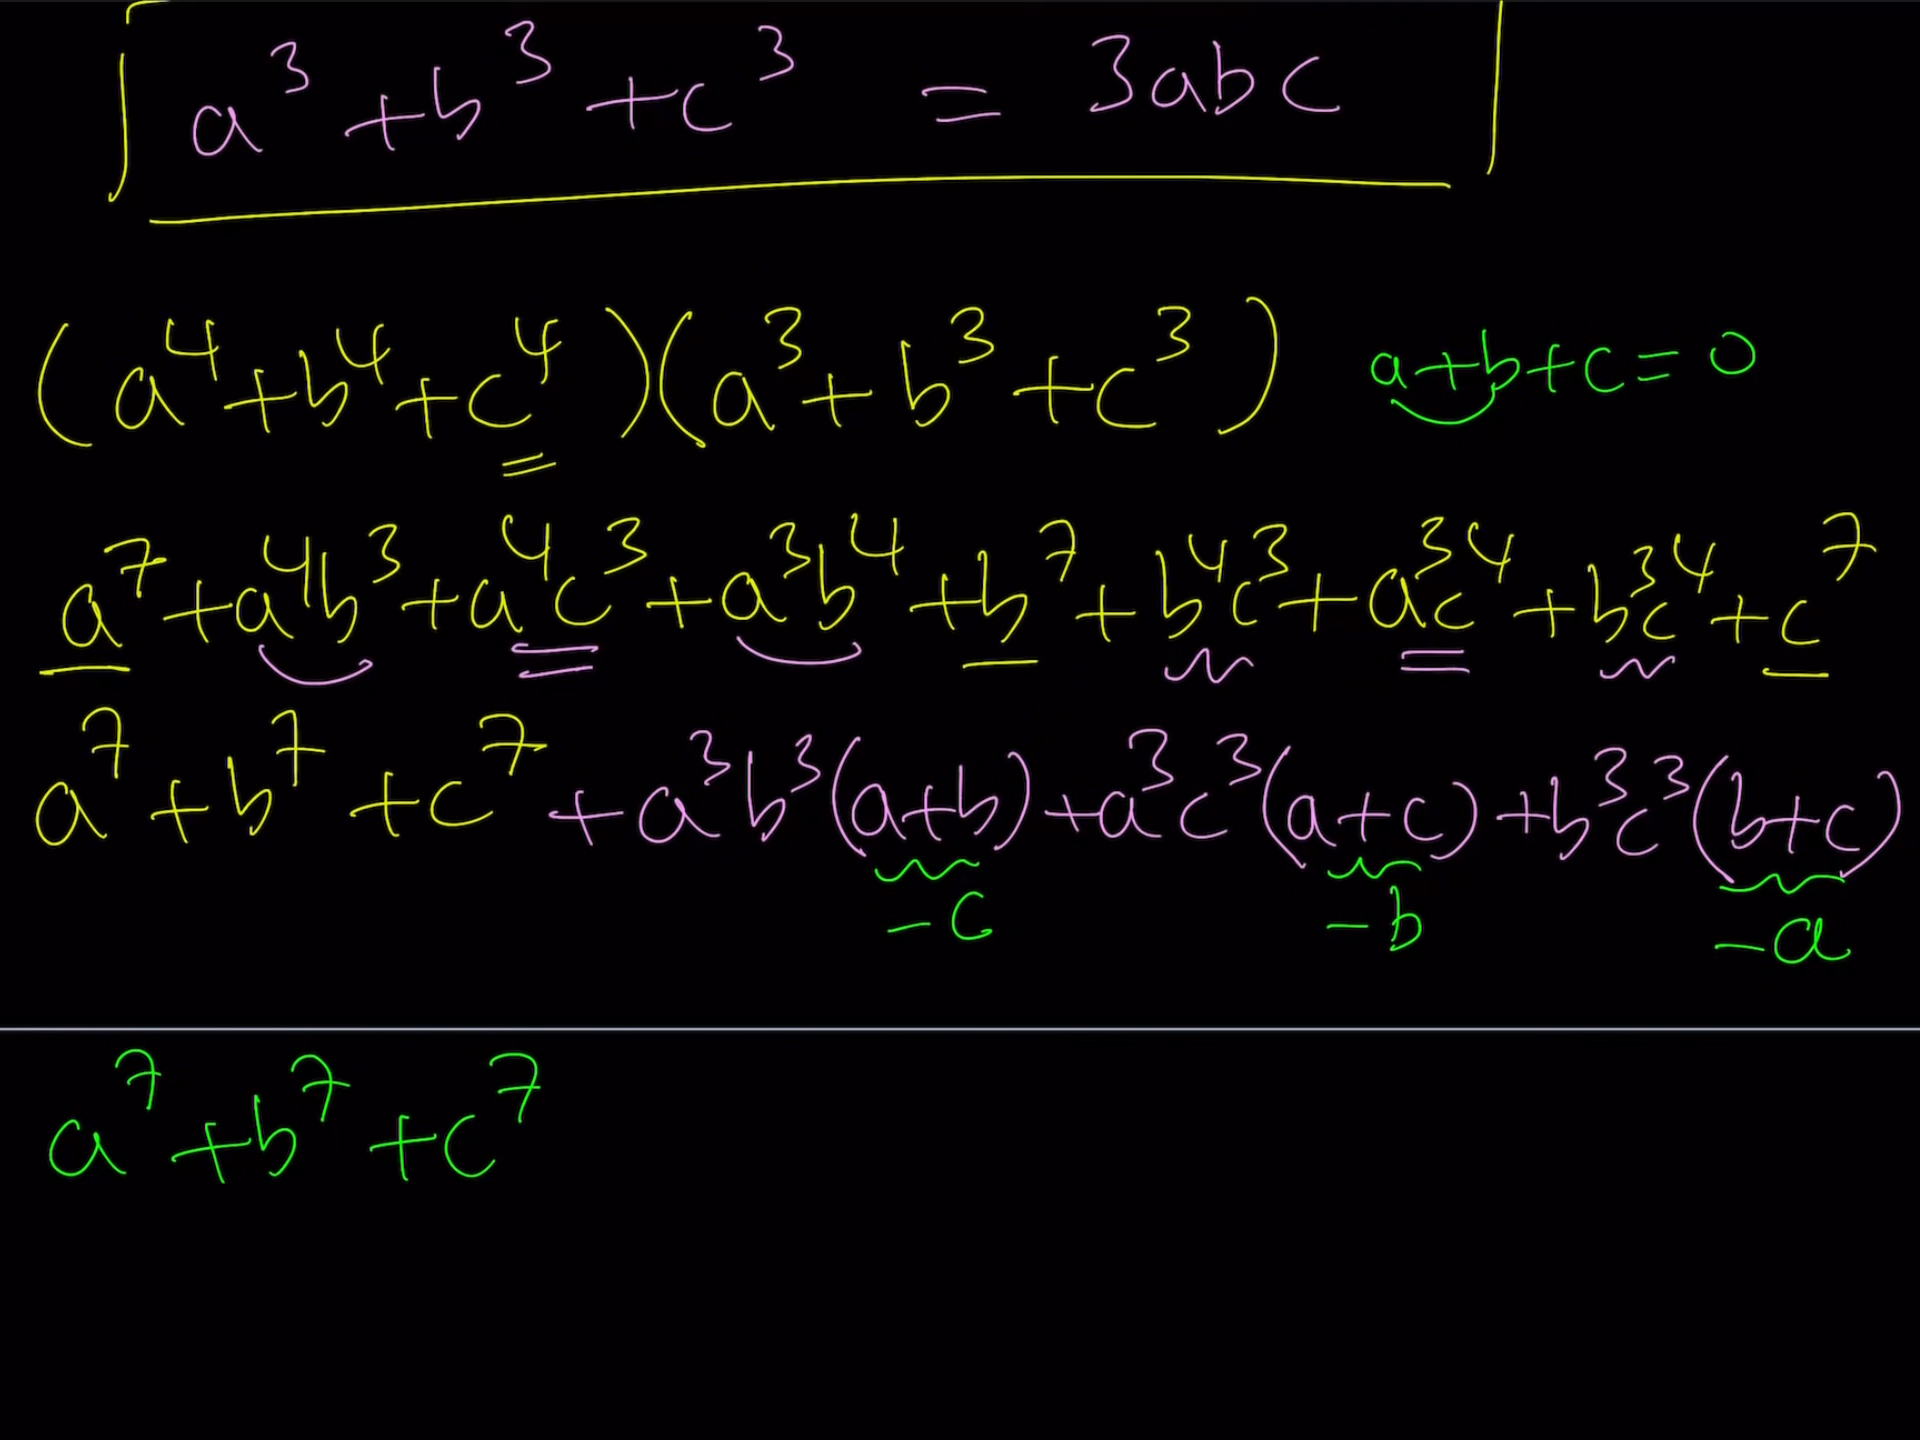 a³ + b³ + c³ = 3abc
(a⁴ + b⁴ + c⁴)(a³ + b³ + c³) a + b + c = 0
a⁷ + a⁴b³ + a⁴c³ + a³b⁴ + b⁷ + b⁴c³ + a³c⁴ + b³c⁴ + c⁷
a⁷ + b⁷ + c⁷ + a³b³(a+b) + a³c³(a+c) + b³c³(b+c)
-c -b -a
a⁷ + b⁷ + c⁷